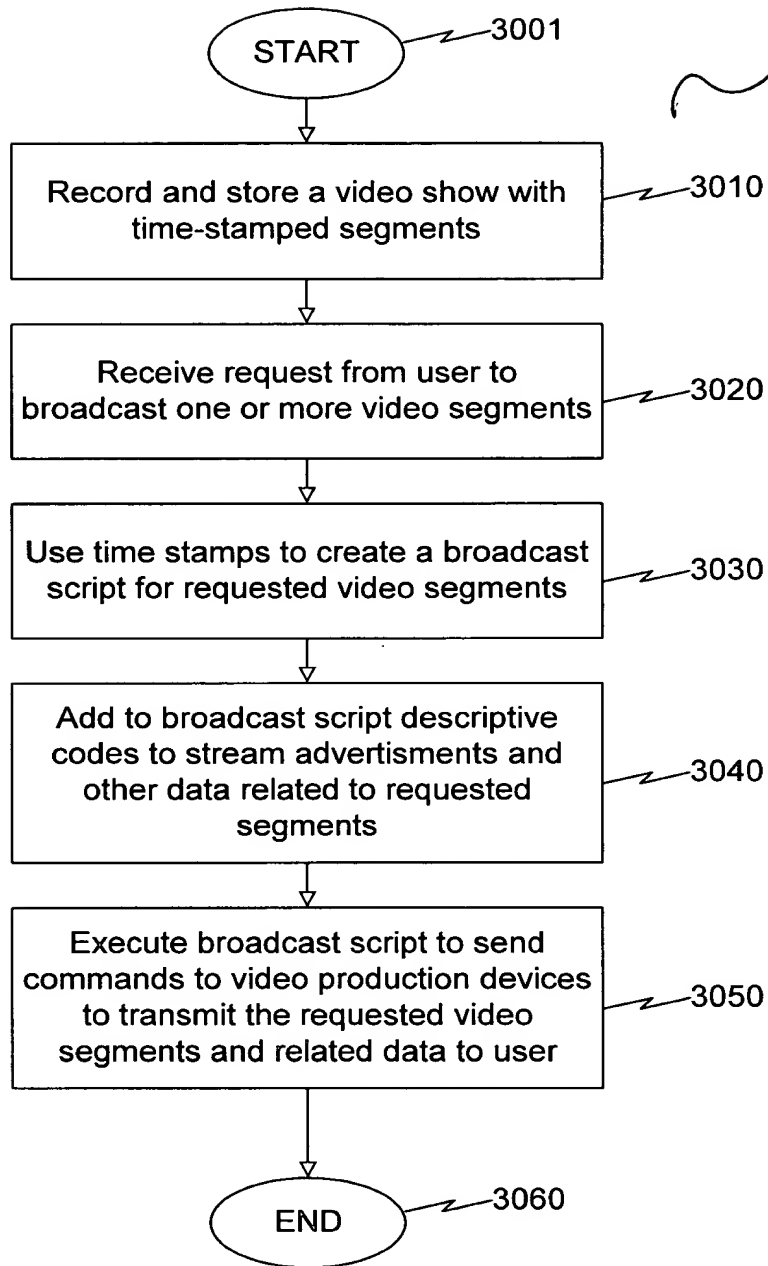 START
3001
Record and store a video show with
time-stamped segments
3010
Receive request from user to
broadcast one or more video segments
3020
Use time stamps to create a broadcast
script for requested video segments
3030
Add to broadcast script descriptive
codes to stream advertisments and
other data related to requested
segments
3040
Execute broadcast script to send
commands to video production devices
to transmit the requested video
segments and related data to user
3050
END
3060